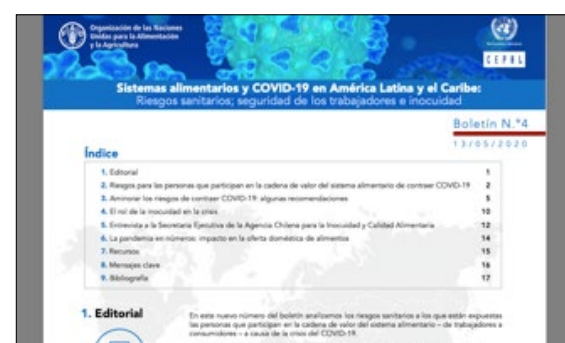 Organización de las Naciones
Unidas para la Alimentación
y la Agricultura
CEPAL
Sistemas alimentarios y COVID-19 en América Latina y el Caribe:
Riesgos sanitarios; seguridad de los trabajadores e inocuidad
Boletín N.°4
13/05/2020
Índice
1. Editorial 1
2. Riesgos para las personas que participan en la cadena de valor del sistema alimentario de contraer COVID-19 2
3. Aminorar los riesgos de contraer COVID-19: algunas recomendaciones 5
4. El rol de la inocuidad en la crisis 10
5. Entrevista a la Secretaria Ejecutiva de la Agencia Chilena para la Inocuidad y Calidad Alimentaria 12
6. La pandemia en números: impacto en la oferta doméstica de alimentos 14
7. Recursos 15
8. Mensajes clave 16
9. Bibliografía 17
1. Editorial
En este nuevo número del boletín analizamos los riesgos sanitarios a los que están expuestas
las personas que participan en la cadena de valor del sistema alimentario – de trabajadores a
consumidores – a causa de la crisis del COVID-19.